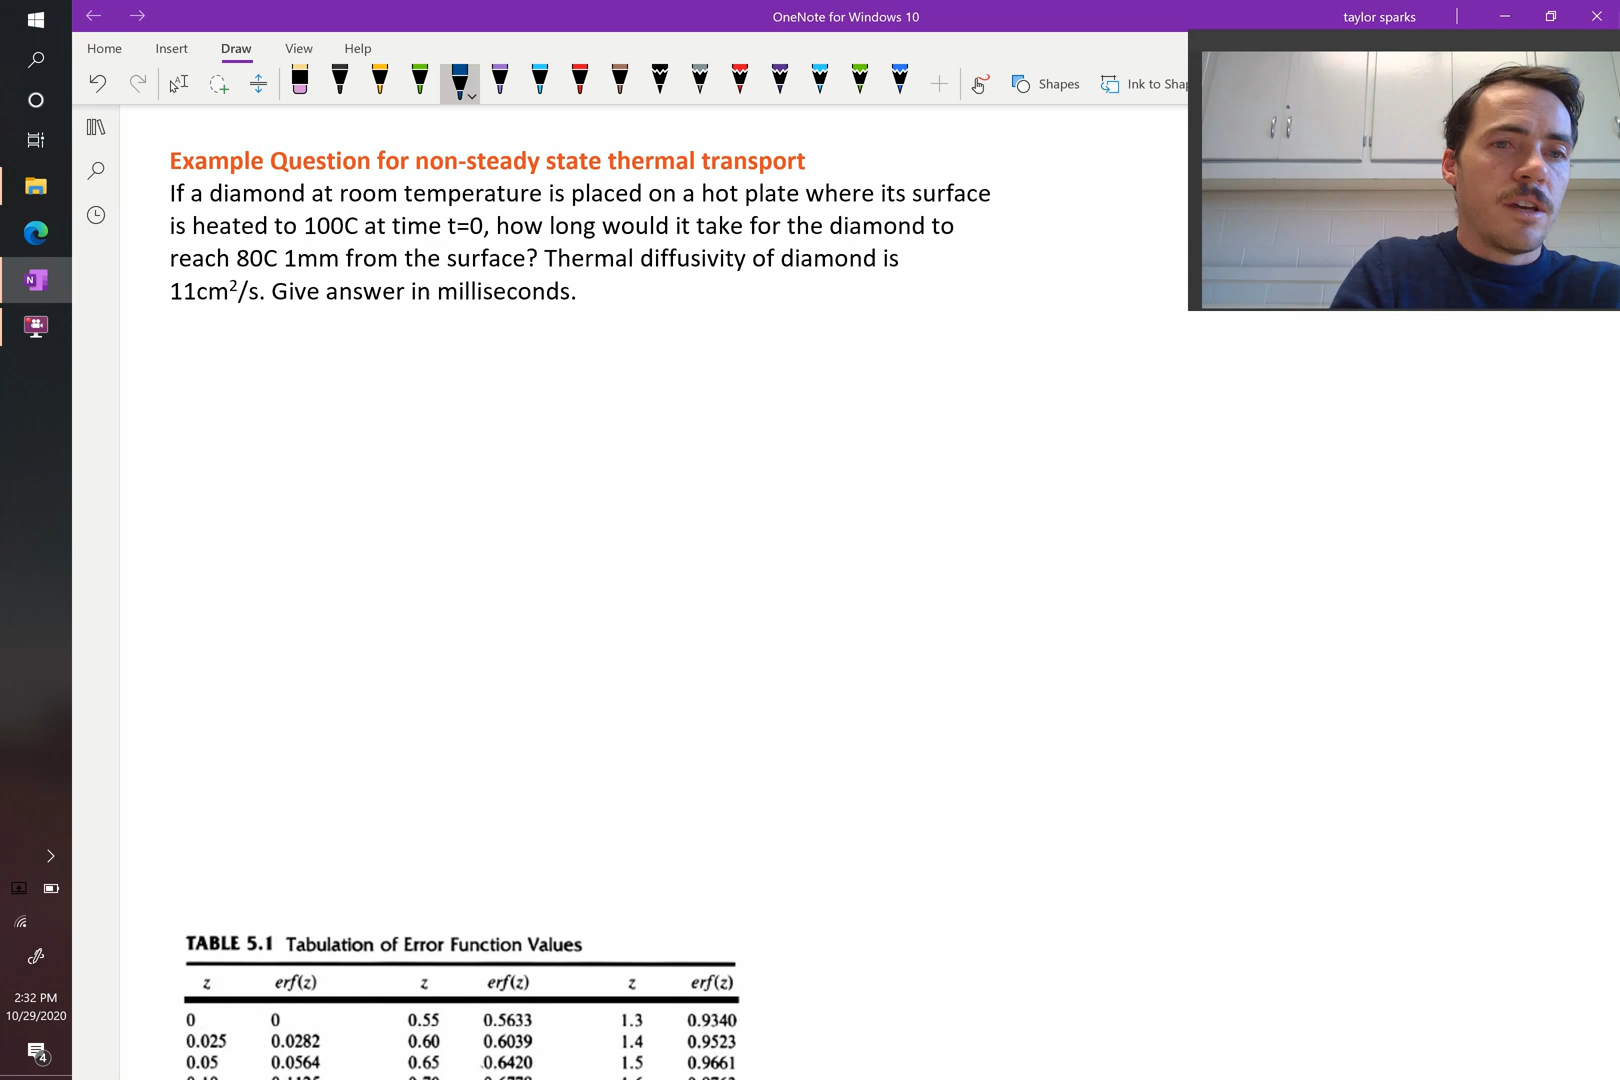 OneNote for Windows 10
taylor sparks
Home Insert Draw View Help
Shapes
Ink to Shap
Example Question for non-steady state thermal transport
If a diamond at room temperature is placed on a hot plate where its surface
is heated to 100C at time t=0, how long would it take for the diamond to
reach 80C 1mm from the surface? Thermal diffusivity of diamond is
11cm²/s. Give answer in milliseconds.
TABLE 5.1 Tabulation of Error Function Values
z erf(z) z erf(z) z erf(z)
0 0 0.55 0.5633 1.3 0.9340
0.025 0.0282 0.60 0.6039 1.4 0.9523
0.05 0.0564 0.65 0.6420 1.5 0.9661
2:32 PM
10/29/2020
4